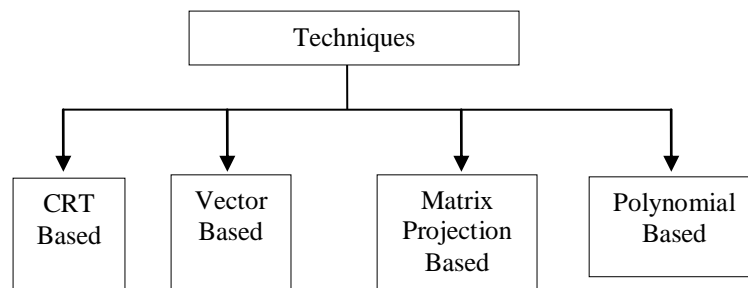 Techniques
CRT
Based
Vector
Based
Matrix
Projection
Based
Polynomial
Based